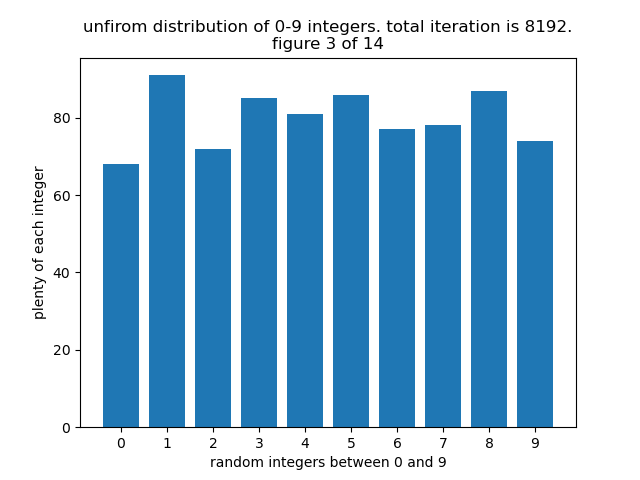 unfirom distribution of 0-9 integers. total iteration is 8192.
figure 3 of 14
80
60
40
20
0
plenty of each integer
0 1 2 3 4 5 6 7 8 9
random integers between 0 and 9